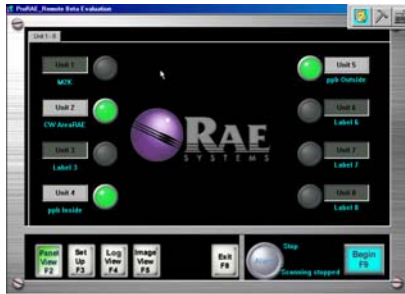 ProRAE_Remote Beta Evaluation
Unit 1 - 8
Unit 1
M2K
Unit 2
CW AreaRAE
Unit 3
Label 3
Unit 4
ppb Inside
RAE
SYSTEMS
Unit 5
ppb Outside
Unit 6
Label 6
Unit 7
Label 7
Unit 8
Label 8
Panel
View
F2
Set
Up
F3
Log
View
F4
Image
View
F5
Exit
F8
Alarm
Stop
Scanning stopped
Begin
F9